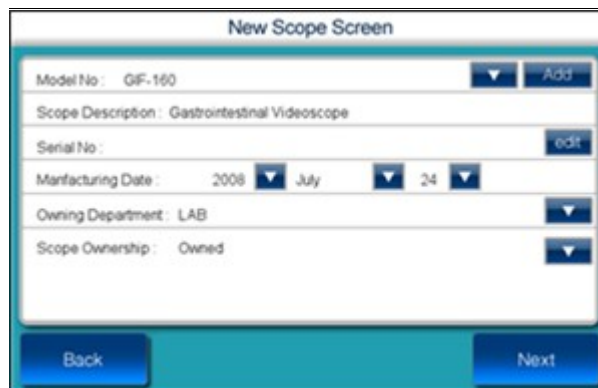 New Scope Screen
Model No : GIF-160 Add
Scope Description : Gastrointestinal Videoscope
Serial No : edit
Manfacturing Date : 2008 July 24
Owning Department : LAB
Scope Ownership : Owned
Back Next